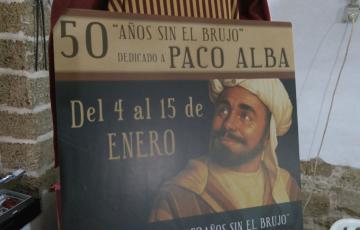 50 "AÑOS SIN EL BRUJO"
DEDICADO A PACO ALBA
Del 4 al 15 de
ENERO
AÑOS SIN EL BRUJO"